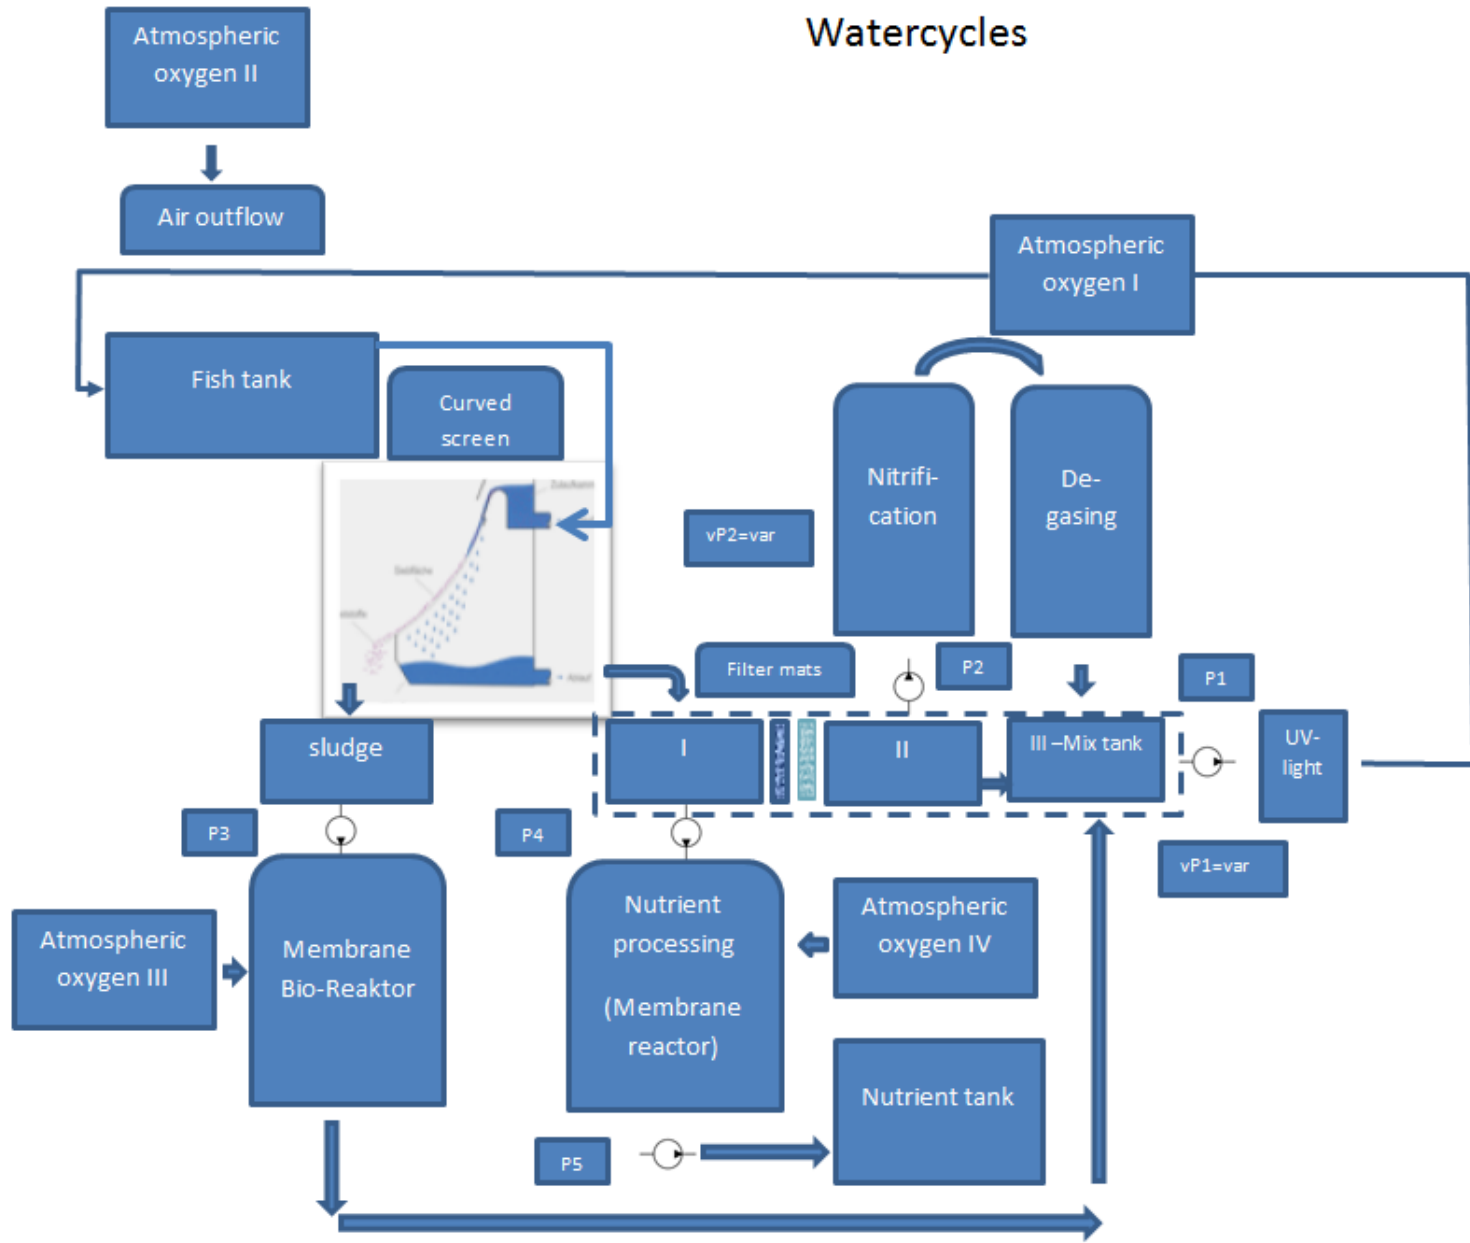 Watercycles
Atmospheric
oxygen II
Air outflow
Atmospheric
oxygen I
Fish tank
Curved
screen
Nitrifi-
cation
De-
gasing
vP2=var
Filter mats
P2
P1
sludge
I
II
III –Mix tank
UV-
light
P3
P4
vP1=var
Atmospheric
oxygen III
Membrane
Bio-Reaktor
Nutrient
processing
(Membrane
reactor)
Atmospheric
oxygen IV
Nutrient tank
P5